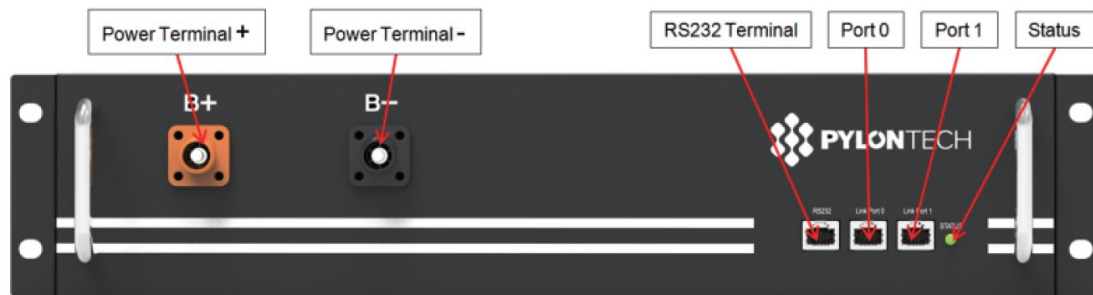 Power Terminal +
Power Terminal -
RS232 Terminal
Port 0
Port 1
Status
B+
B-
PYLONTECH
RS232
Link Port 0
Link Port 1
STATUS